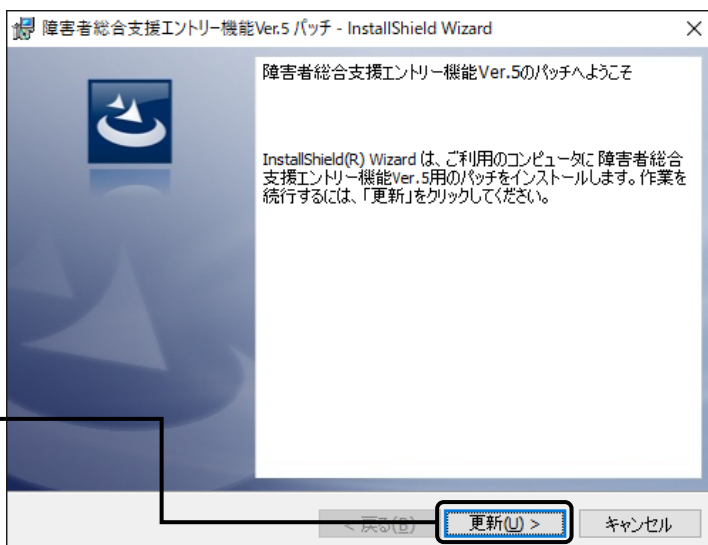 障害者総合支援エントリー機能Ver.5 パッチ - InstallShield Wizard
障害者総合支援エントリー機能Ver.5のパッチへようこそ
InstallShield(R) Wizard は、ご利用のコンピュータに 障害者総合
支援エントリー機能Ver.5用のパッチをインストールします。作業を
続行するには、「更新」をクリックしてください。
< 戻る(B)
更新(U) >
キャンセル